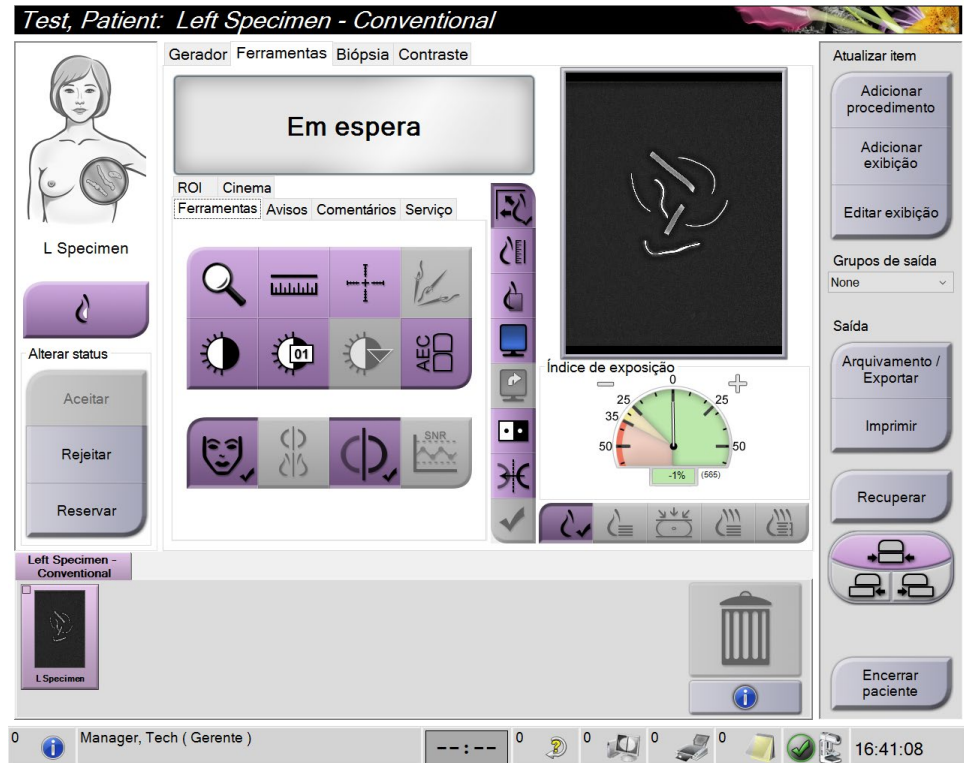 Test, Patient: Left Specimen - Conventional
L Specimen
Alterar status
Aceitar
Rejeitar
Reservar
Gerador Ferramentas Biópsia Contraste
Em espera
ROI Cinema
Ferramentas Avisos Comentários Serviço
01
AEC
SNR
Índice de exposição
0
25 25
35
50 50
-1% (565)
Atualizar item
Adicionar
procedimento
Adicionar
exibição
Editar exibição
Grupos de saída
None
Saída
Arquivamento /
Exportar
Imprimir
Recuperar
Encerrar
paciente
Left Specimen -
Conventional
L Specimen
0 Manager, Tech ( Gerente ) --:-- 0 0 0 0 16:41:08